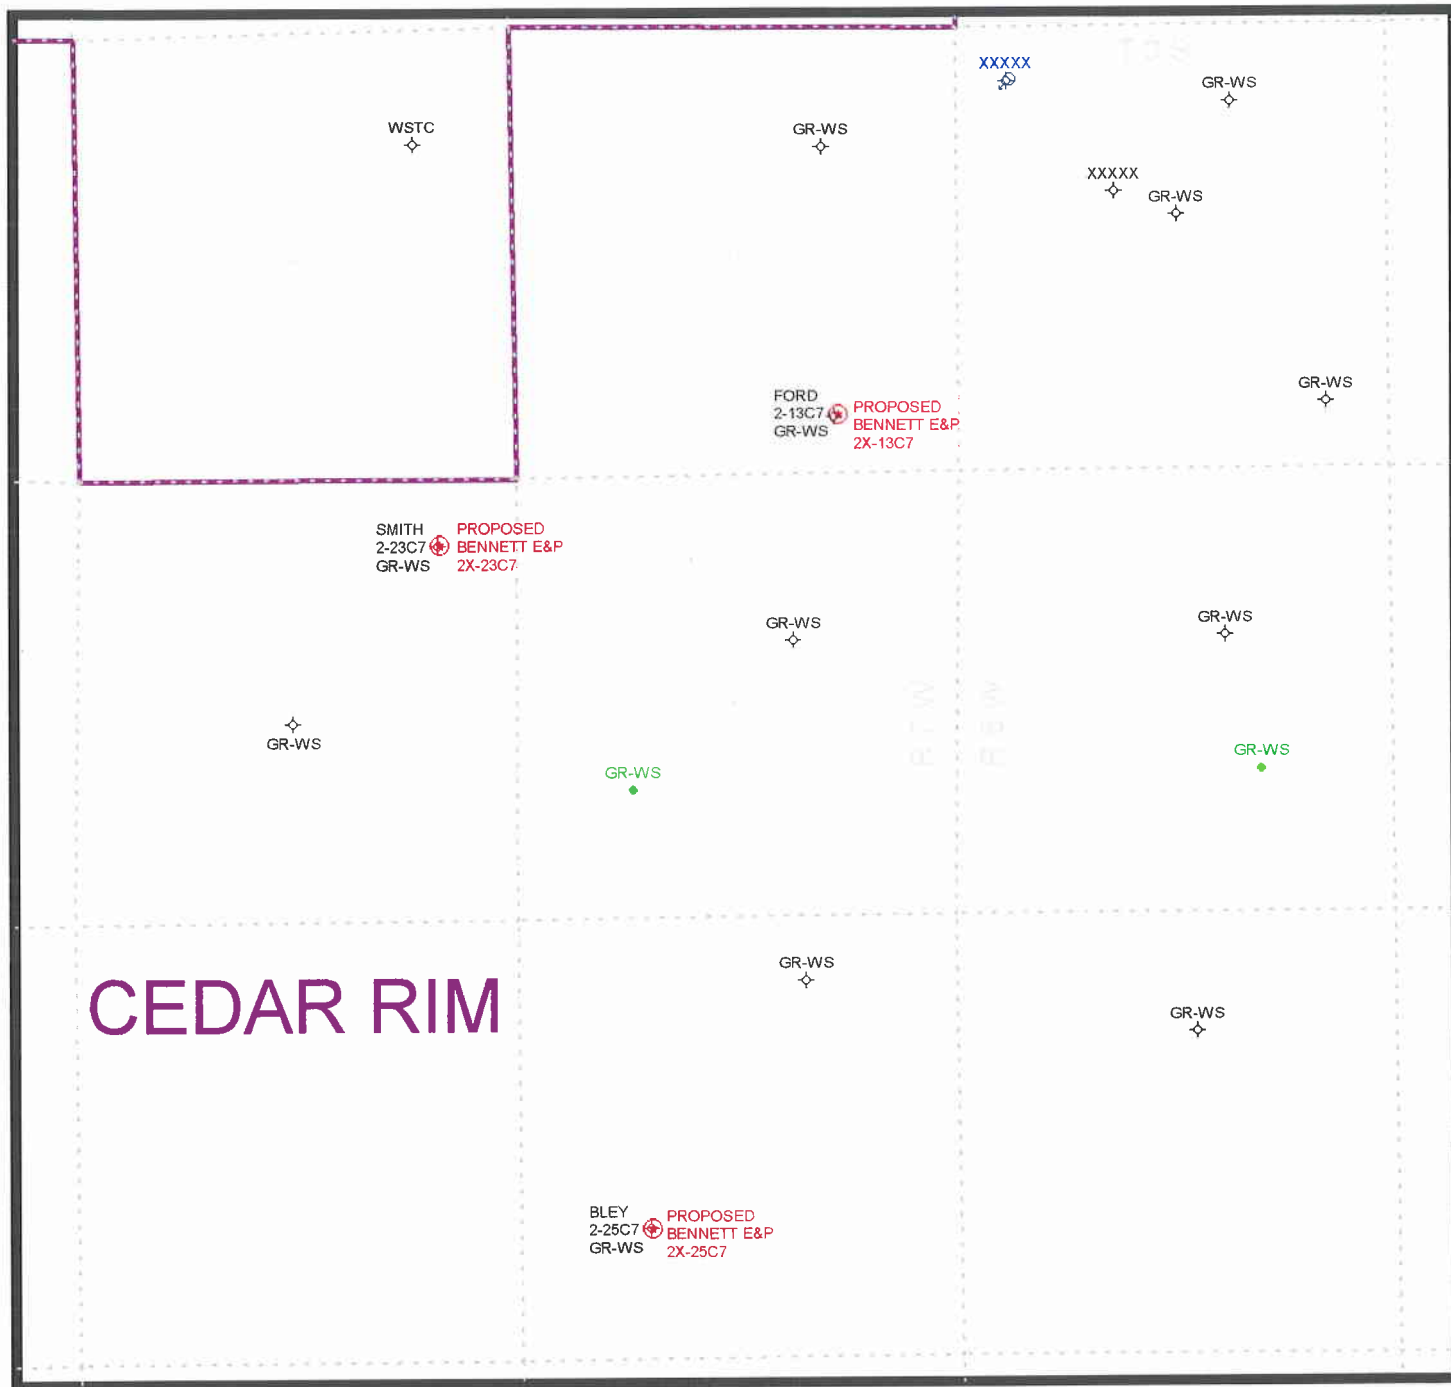 XXXXX
GR-WS
WSTC
GR-WS
XXXXX
GR-WS
GR-WS
FORD
2-13C7
GR-WS
PROPOSED
BENNETT E&P
2X-13C7
SMITH
2-23C7
GR-WS
PROPOSED
BENNETT E&P
2X-23C7
GR-WS
GR-WS
GR-WS
GR-WS
GR-WS
GR-WS
CEDAR RIM
GR-WS
BLEY
2-25C7
GR-WS
PROPOSED
BENNETT E&P
2X-25C7